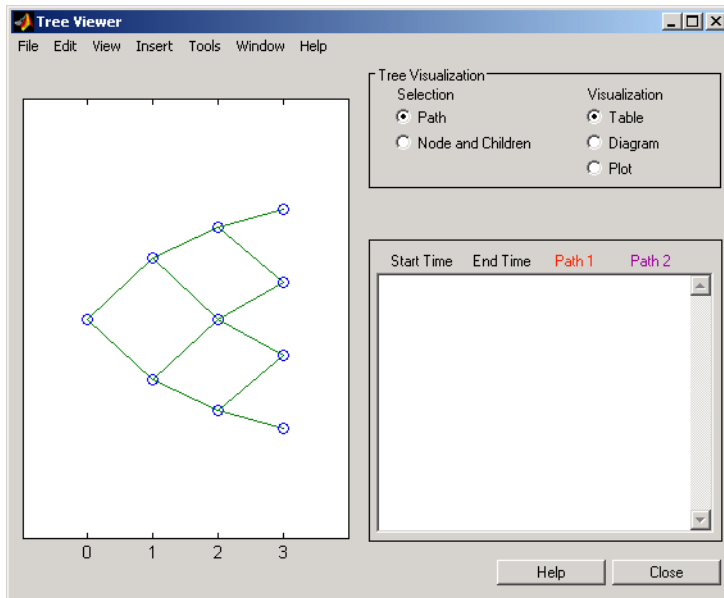 Tree Viewer
File Edit View Insert Tools Window Help
Tree Visualization
Selection Visualization
Path Table
Node and Children Diagram
Plot
Start Time End Time Path 1 Path 2
0 1 2 3
Help Close